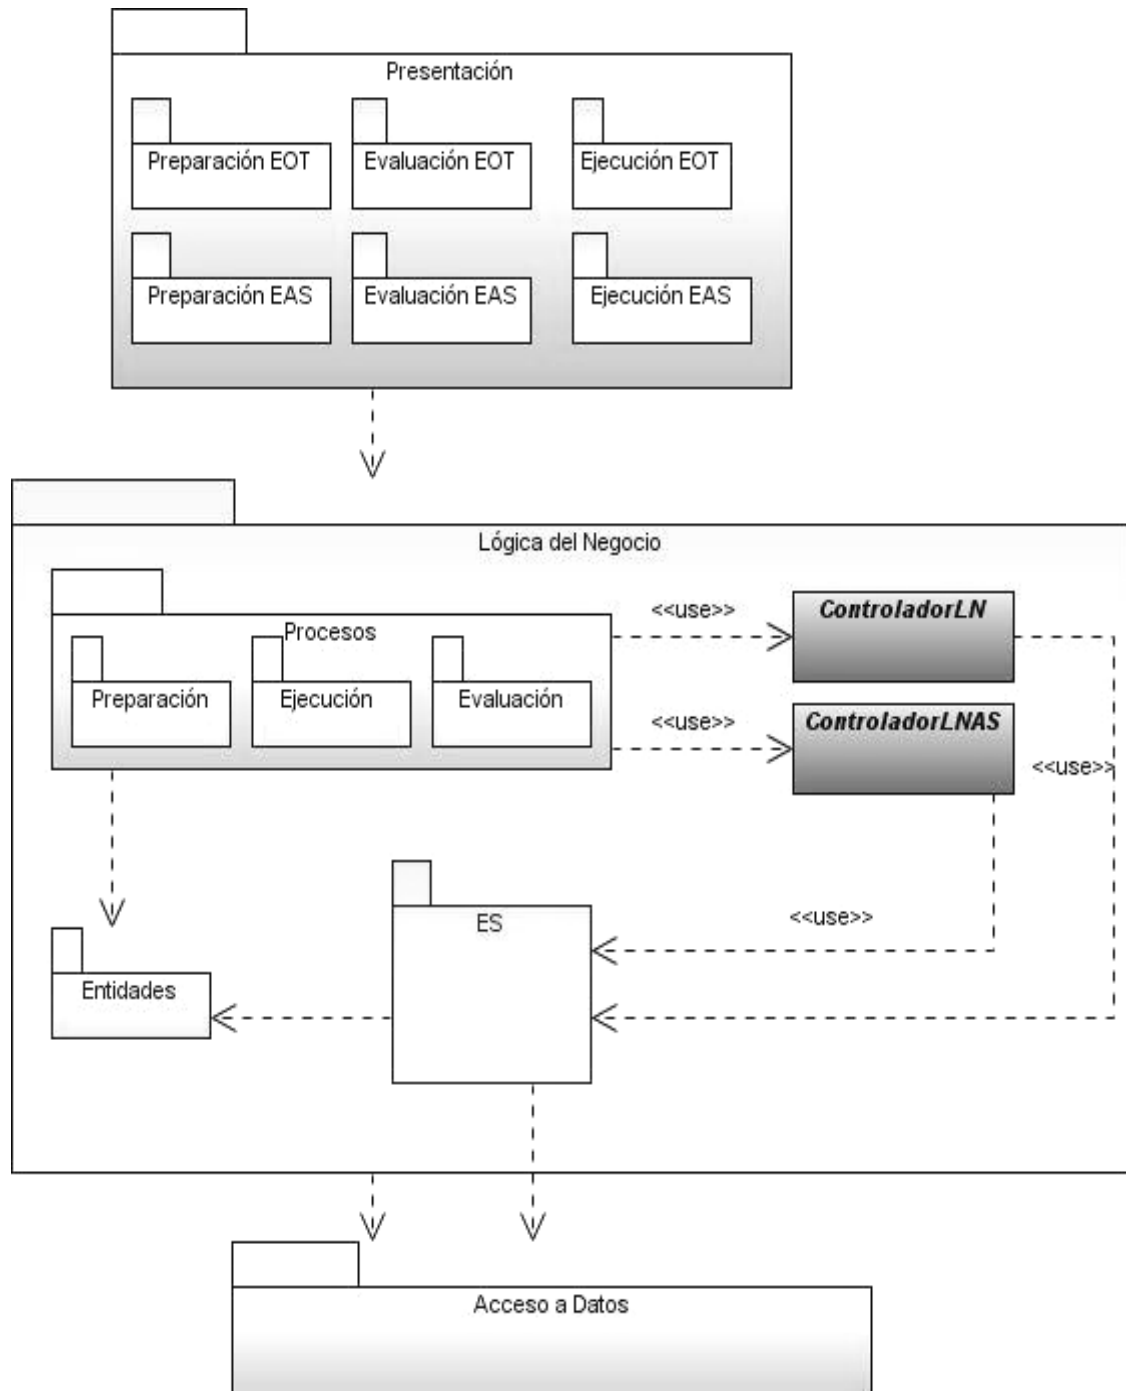 Presentación
Preparación EOT
Evaluación EOT
Ejecución EOT
Preparación EAS
Evaluación EAS
Ejecución EAS
Lógica del Negocio
Procesos
Preparación
Ejecución
Evaluación
<<use>>
ControladorLN
<<use>>
ControladorLNAS
<<use>>
<<use>>
ES
Entidades
Acceso a Datos